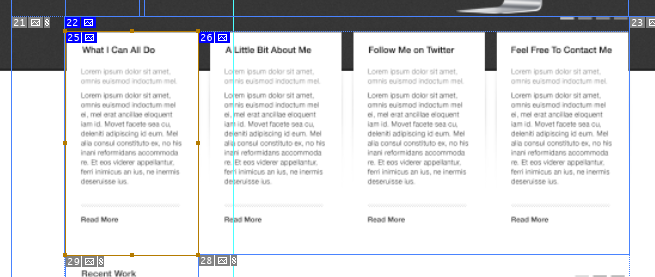 21 8
22
23
25
26
What I Can All Do
Lorem ipsum dolor sit amet,
omnis euismod indoctum mel
Lorem ipsum dolor sit amet,
omnis euismod indoctum mel
ei, mel erat ancillae eloquent
iam id. Movet facete sea cu,
deleniti adipiscing id eum. Mel
alia consul constituto ex, no his
inani reformidans accommoda
re. Et eos viderer appellantur,
ferri inimicus an ius, ne inermis
deseruisse ius.
Read More
A Little Bit About Me
Lorem ipsum dolor sit amet,
omnis euismod indoctum mel
Lorem ipsum dolor sit amet,
omnis euismod indoctum mel
ei, mel erat ancillae eloquent
iam id. Movet facete sea cu,
deleniti adipiscing id eum. Mel
alia consul constituto ex, no his
inani reformidans accommoda
re. Et eos viderer appellantur,
ferri inimicus an ius, ne inermis
deseruisse ius.
Read More
Follow Me on Twitter
Lorem ipsum dolor sit amet,
omnis euismod indoctum mel
Lorem ipsum dolor sit amet,
omnis euismod indoctum mel
ei, mel erat ancillae eloquent
iam id. Movet facete sea cu,
deleniti adipiscing id eum. Mel
alia consul constituto ex, no his
inani reformidans accommoda
re. Et eos viderer appellantur,
ferri inimicus an ius, ne inermis
deseruisse ius.
Read More
Feel Free To Contact Me
Lorem ipsum dolor sit amet,
omnis euismod indoctum mel
Lorem ipsum dolor sit amet,
omnis euismod indoctum mel
ei, mel erat ancillae eloquent
iam id. Movet facete sea cu,
deleniti adipiscing id eum. Mel
alia consul constituto ex, no his
inani reformidans accommoda
re. Et eos viderer appellantur,
ferri inimicus an ius, ne inermis
deseruisse ius.
Read More
29 8
28 8
Recent Work